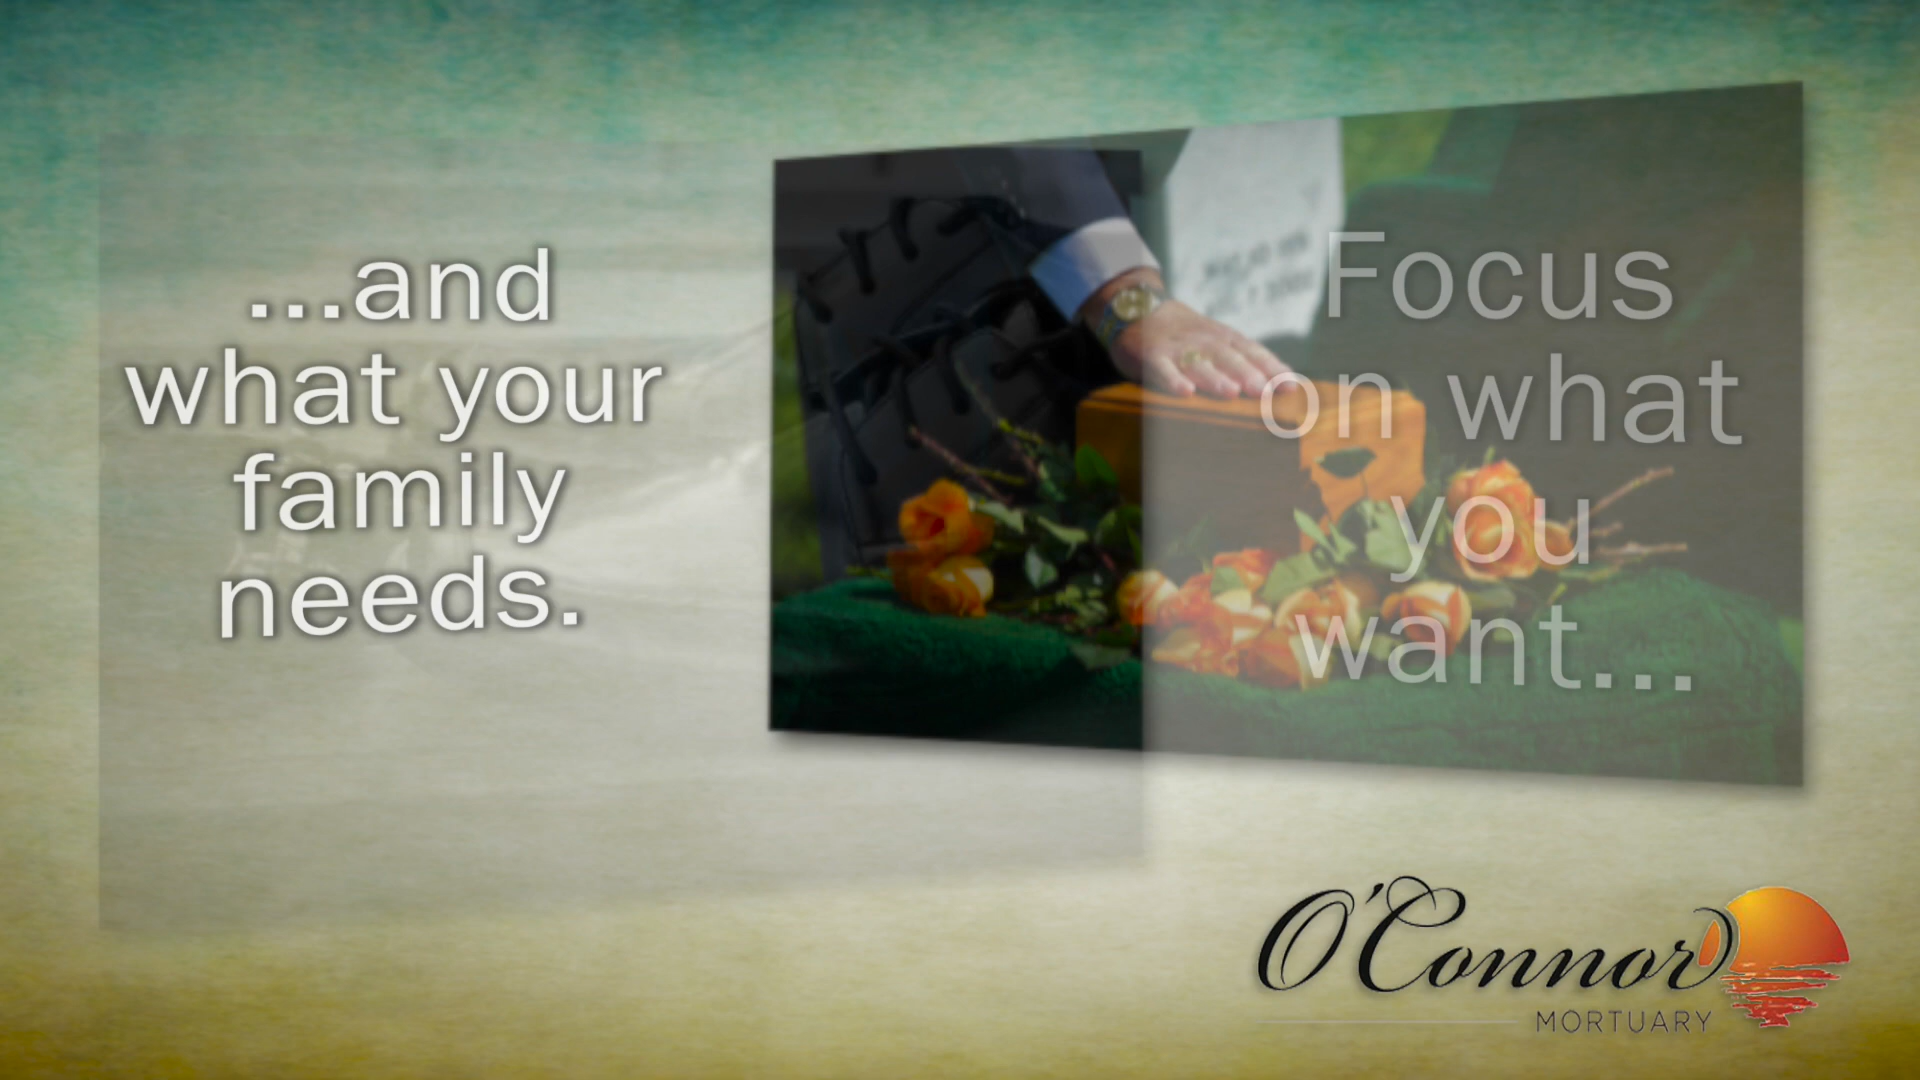 ...and
what your
family
needs.
Focus
on what
you
want...
O'Connor
MORTUARY